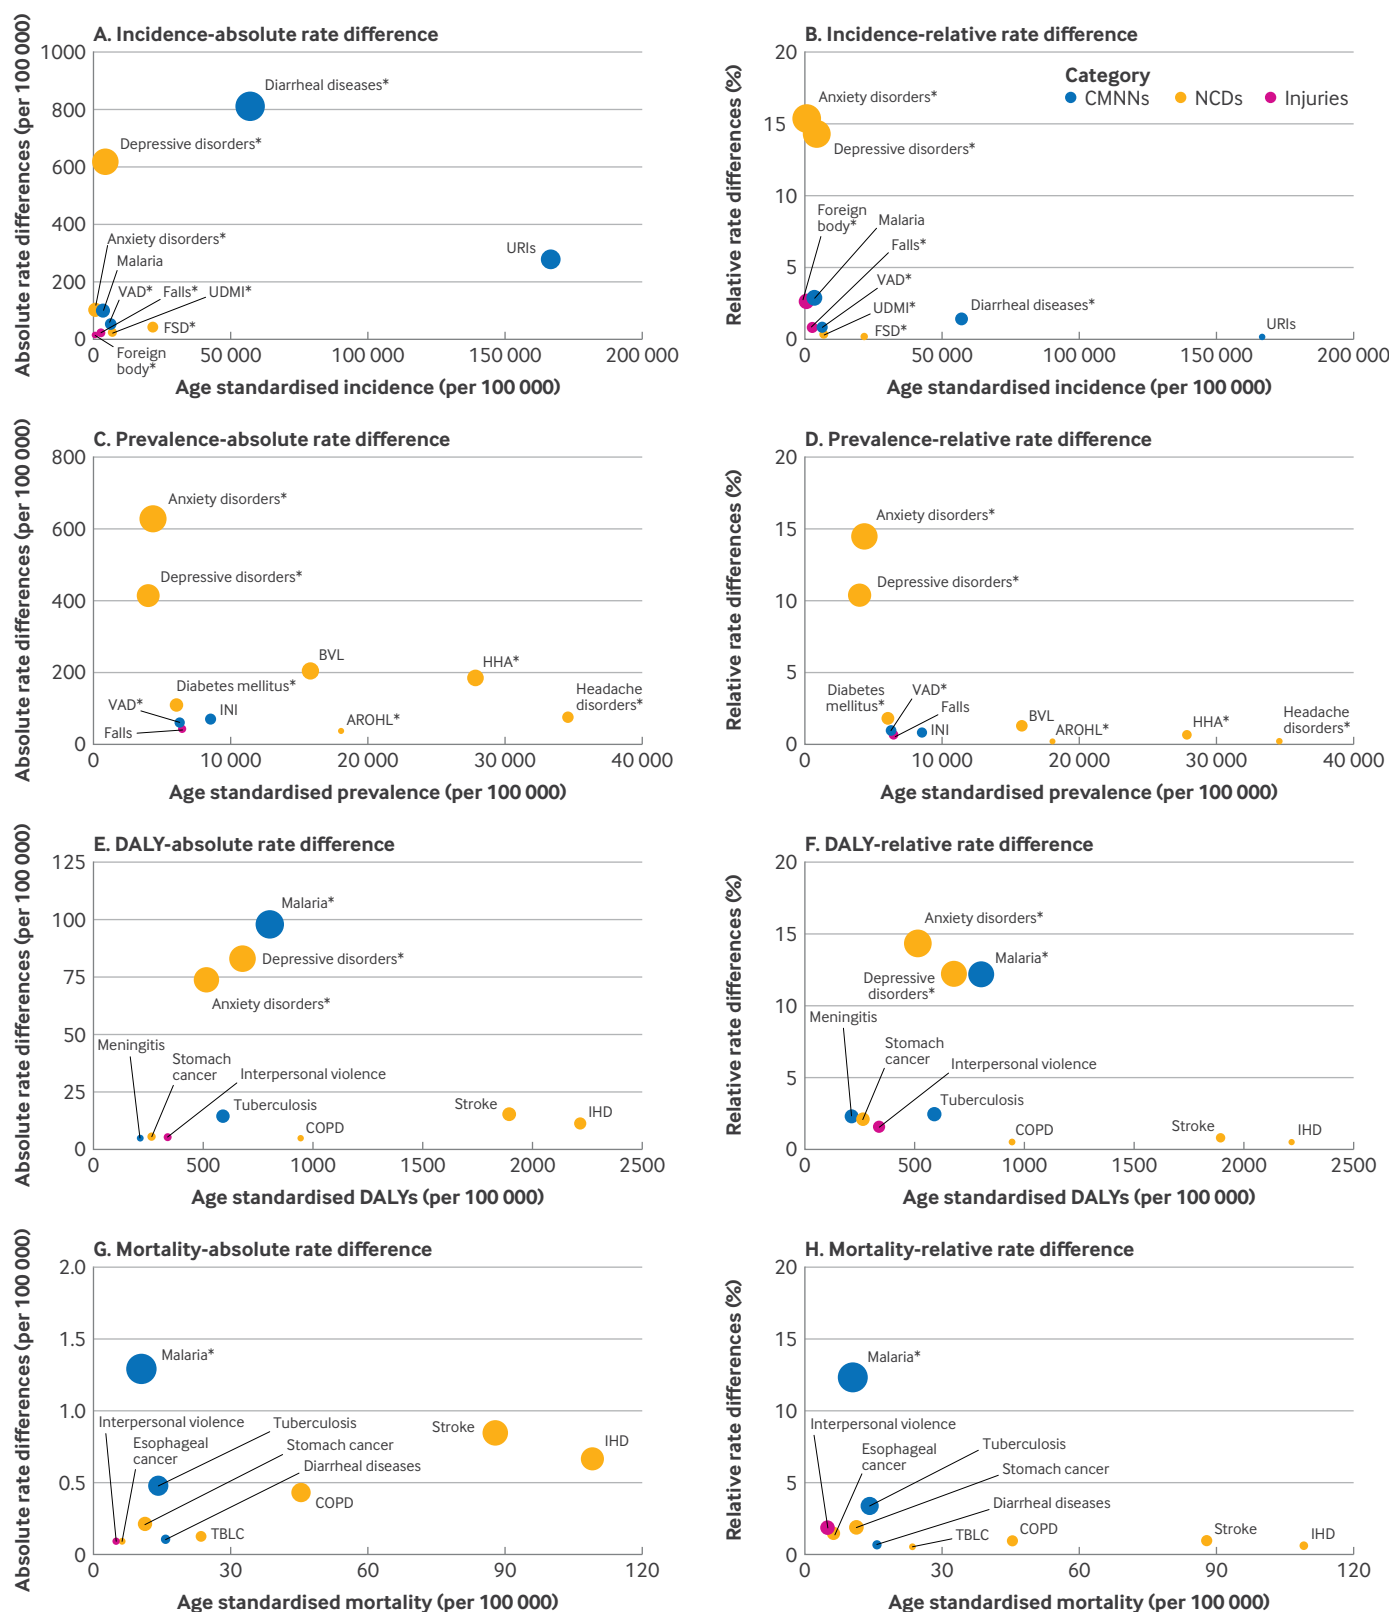 A. Incidence-absolute rate difference
Absolute rate differences (per 100 000)
1000
800
600
400
200
0
Diarrheal diseases*
Depressive disorders*
URIs
Anxiety disorders*
Malaria
VAD*
Falls*
UDMI*
FSD*
Foreign
body*
0
50 000
100 000
150 000
200 000
Age standardised incidence (per 100 000)
B. Incidence-relative rate difference
Relative rate differences (%)
20
15
10
5
0
Category
CMNNs
NCDs
Injuries
Anxiety disorders*
Depressive disorders*
Foreign
body*
Malaria
Falls*
VAD*
UDMI*
FSD*
Diarrheal diseases*
URIs
0
50 000
100 000
150 000
200 000
Age standardised incidence (per 100 000)
C. Prevalence-absolute rate difference
Absolute rate differences (per 100 000)
800
600
400
200
0
Anxiety disorders*
Depressive disorders*
BVL
HHA*
Diabetes mellitus*
Headache
disorders*
VAD*
INI
AROHL*
Falls
0
10 000
20 000
30 000
40 000
Age standardised prevalence (per 100 000)
D. Prevalence-relative rate difference
Relative rate differences (%)
20
15
10
5
0
Anxiety disorders*
Depressive disorders*
Diabetes
mellitus*
VAD*
Falls
INI
BVL
AROHL*
HHA*
Headache
disorders*
0
10 000
20 000
30 000
40 000
Age standardised prevalence (per 100 000)
E. DALY-absolute rate difference
Absolute rate differences (per 100 000)
125
100
75
50
25
0
Malaria*
Depressive disorders*
Anxiety disorders*
Meningitis
Stomach
cancer
Interpersonal violence
Tuberculosis
COPD
Stroke
IHD
0
500
1000
1500
2000
2500
Age standardised DALYs (per 100 000)
F. DALY-relative rate difference
Relative rate differences (%)
20
15
10
5
0
Anxiety disorders*
Malaria*
Depressive
disorders*
Meningitis
Stomach
cancer
Interpersonal violence
Tuberculosis
COPD
Stroke
IHD
0
500
1000
1500
2000
2500
Age standardised DALYs (per 100 000)
G. Mortality-absolute rate difference
Absolute rate differences (per 100 000)
2.0
1.5
1.0
0.5
0
Malaria*
Interpersonal violence
Esophageal
cancer
Tuberculosis
Stomach cancer
Diarrheal diseases
Stroke
IHD
COPD
TBLC
0
30
60
90
120
Age standardised mortality (per 100 000)
H. Mortality-relative rate difference
Relative rate differences (%)
20
15
10
5
0
Malaria*
Interpersonal violence
Esophageal
cancer
Tuberculosis
Stomach cancer
Diarrheal diseases
TBLC
COPD
Stroke
IHD
0
30
60
90
120
Age standardised mortality (per 100 000)